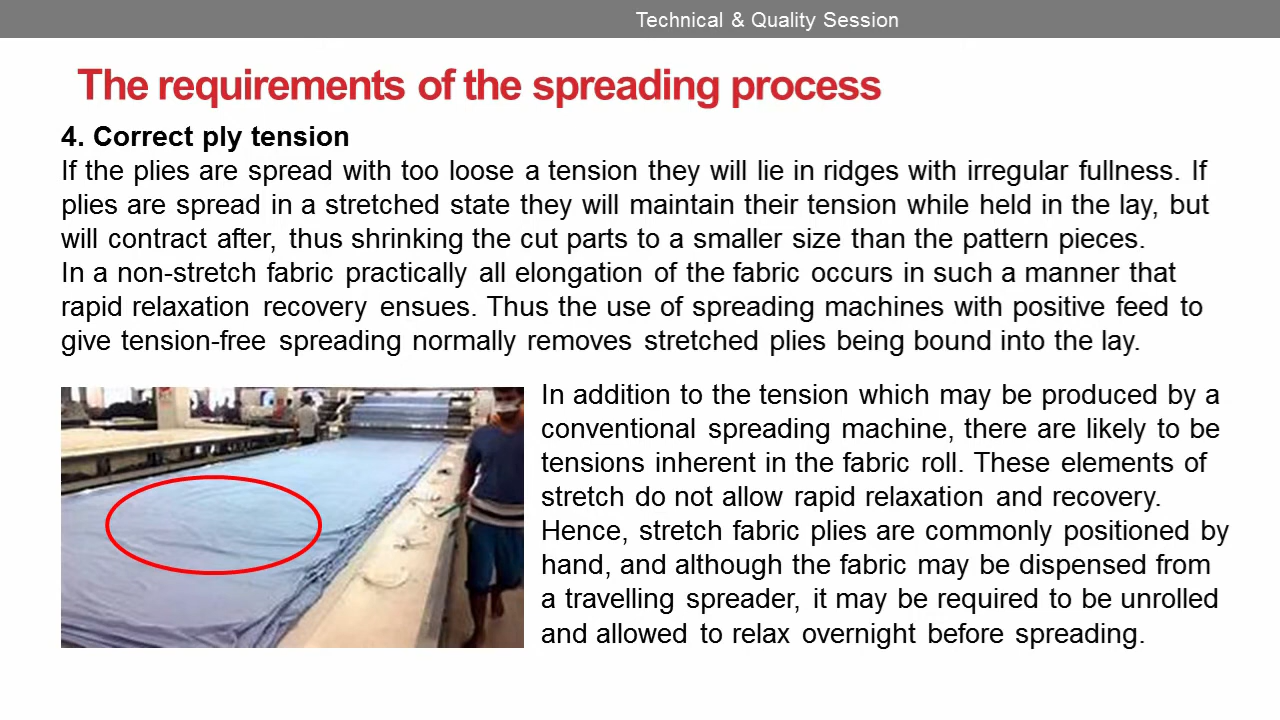 Technical & Quality Session
The requirements of the spreading process
4. Correct ply tension
If the plies are spread with too loose a tension they will lie in ridges with irregular fullness. If
plies are spread in a stretched state they will maintain their tension while held in the lay, but
will contract after, thus shrinking the cut parts to a smaller size than the pattern pieces.
In a non-stretch fabric practically all elongation of the fabric occurs in such a manner that
rapid relaxation recovery ensues. Thus the use of spreading machines with positive feed to
give tension-free spreading normally removes stretched plies being bound into the lay.
In addition to the tension which may be produced by a
conventional spreading machine, there are likely to be
tensions inherent in the fabric roll. These elements of
stretch do not allow rapid relaxation and recovery.
Hence, stretch fabric plies are commonly positioned by
hand, and although the fabric may be dispensed from
a travelling spreader, it may be required to be unrolled
and allowed to relax overnight before spreading.